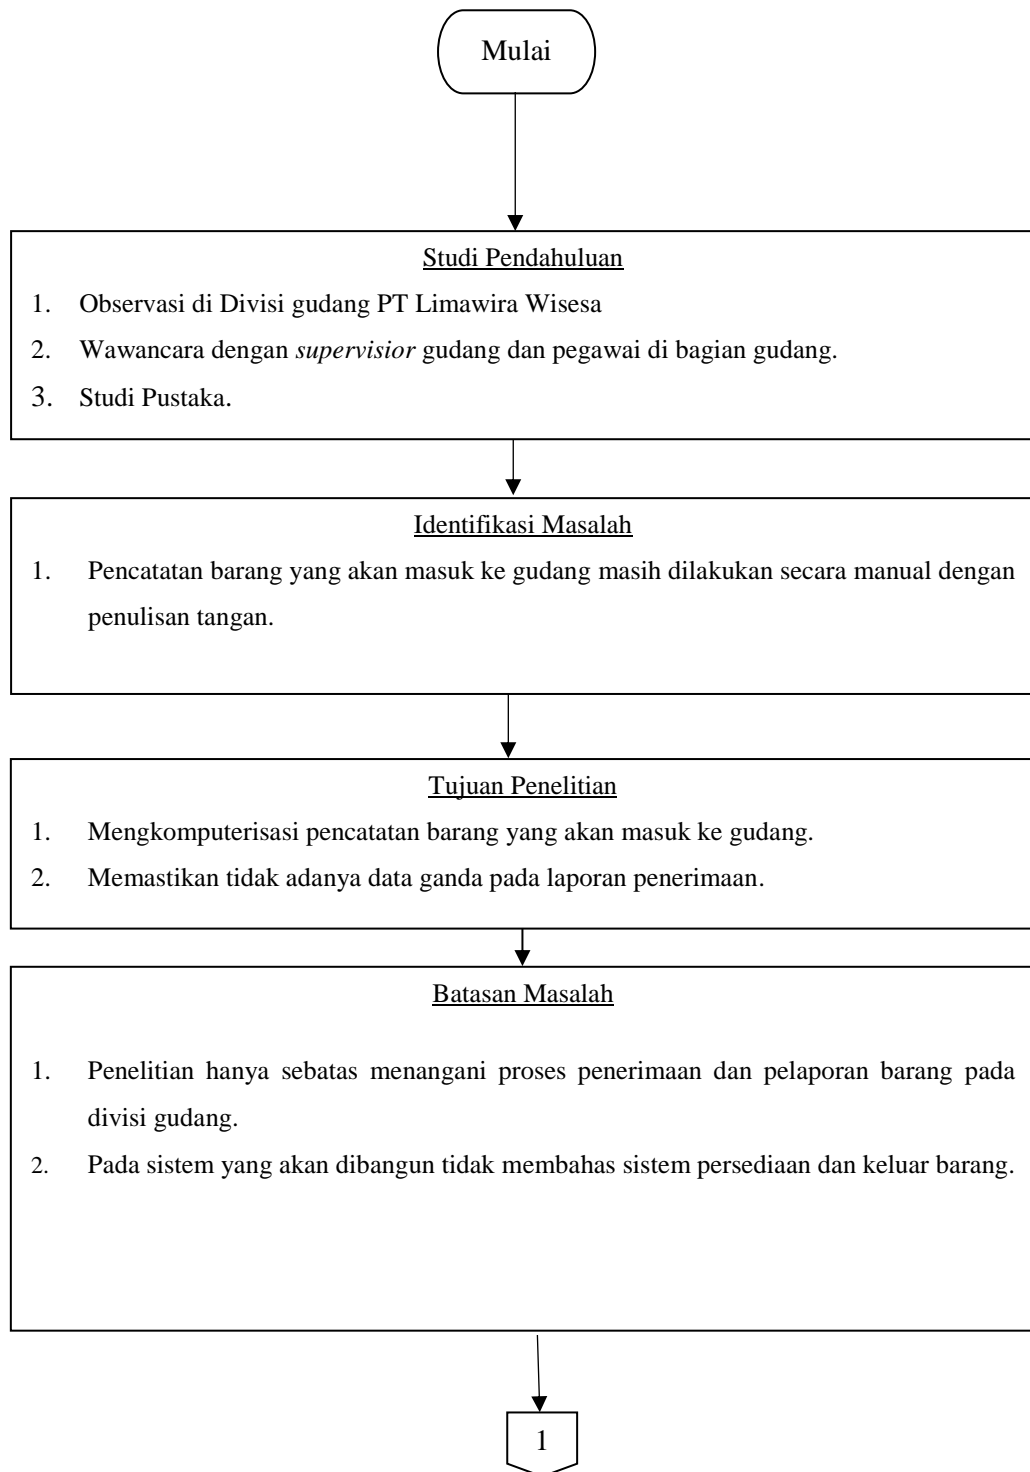 Mulai
Studi Pendahuluan
1. Observasi di Divisi gudang PT Limawira Wisesa
2. Wawancara dengan supervisior gudang dan pegawai di bagian gudang.
3. Studi Pustaka.
Identifikasi Masalah
1. Pencatatan barang yang akan masuk ke gudang masih dilakukan secara manual dengan
penulisan tangan.
Tujuan Penelitian
1. Mengkomputerisasi pencatatan barang yang akan masuk ke gudang.
2. Memastikan tidak adanya data ganda pada laporan penerimaan.
Batasan Masalah
1. Penelitian hanya sebatas menangani proses penerimaan dan pelaporan barang pada
divisi gudang.
2. Pada sistem yang akan dibangun tidak membahas sistem persediaan dan keluar barang.
1